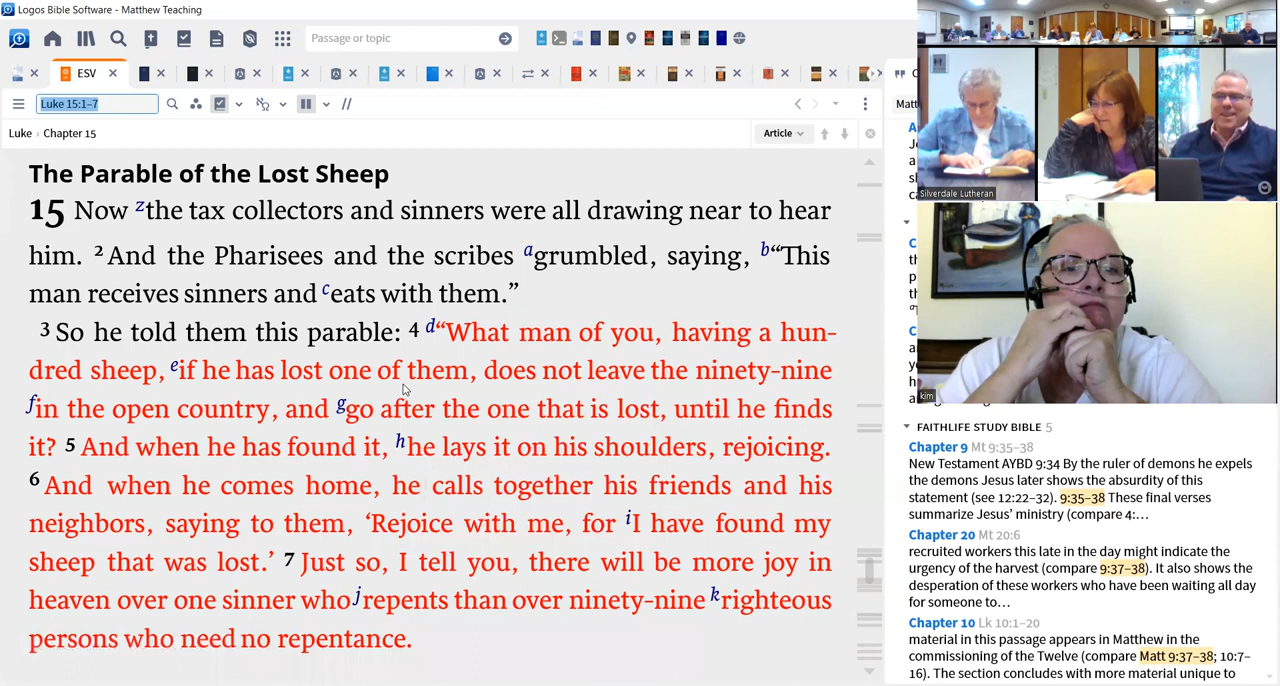 Logos Bible Software - Matthew Teaching
Passage or topic
ESV
Luke 15:1–7
Matt
Luke › Chapter 15
Article
The Parable of the Lost Sheep
15 Now zthe tax collectors and sinners were all drawing near to hear
him. 2 And the Pharisees and the scribes agrumbled, saying, b“This
man receives sinners and ceats with them.”
3 So he told them this parable: 4 d“What man of you, having a hun-
dred sheep, eif he has lost one of them, does not leave the ninety-nine
fin the open country, and ggo after the one that is lost, until he finds
it? 5 And when he has found it, hhe lays it on his shoulders, rejoicing.
6 And when he comes home, he calls together his friends and his
neighbors, saying to them, ‘Rejoice with me, for iI have found my
sheep that was lost.’ 7 Just so, I tell you, there will be more joy in
heaven over one sinner who jrepents than over ninety-nine krighteous
persons who need no repentance.
Silverdale Lutheran
kim
FAITHLIFE STUDY BIBLE 5
Chapter 9 Mt 9:35–38
New Testament AYBD 9:34 By the ruler of demons he expels
the demons Jesus later shows the absurdity of this
statement (see 12:22–32). 9:35–38 These final verses
summarize Jesus’ ministry (compare 4:…
Chapter 20 Mt 20:6
recruited workers this late in the day might indicate the
urgency of the harvest (compare 9:37–38). It also shows the
desperation of these workers who have been waiting all day
for someone to…
Chapter 10 Lk 10:1–20
material in this passage appears in Matthew in the
commissioning of the Twelve (compare Matt 9:37–38; 10:7–
16). The section concludes with more material unique to